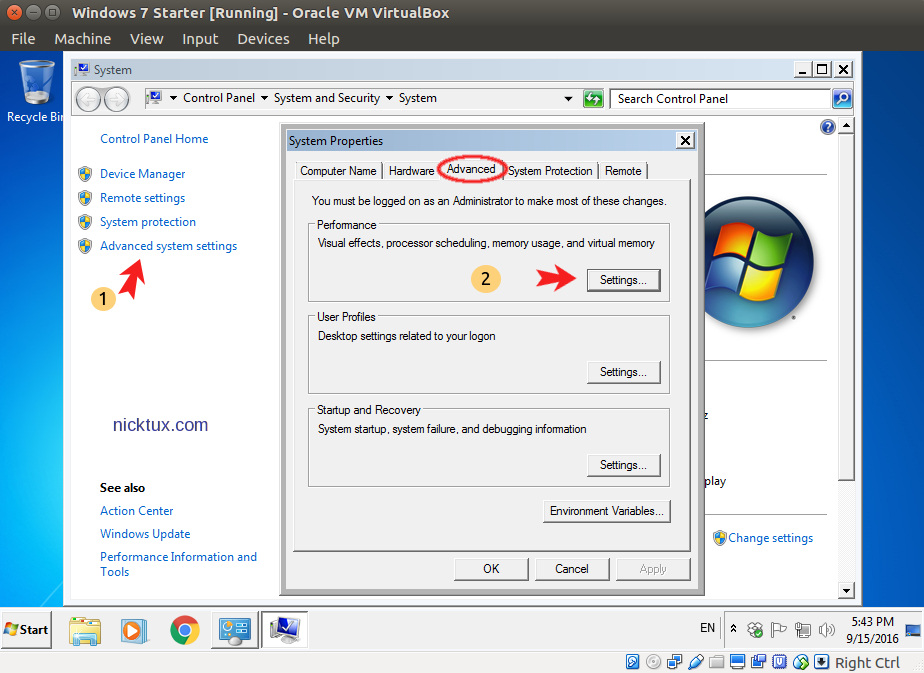 Windows 7 Starter [Running] - Oracle VM VirtualBox
File Machine View Input Devices Help
Recycle Bin
System
Control Panel System and Security System
Search Control Panel
Control Panel Home
Device Manager
Remote settings
System protection
Advanced system settings
1
nicktux.com
See also
Action Center
Windows Update
Performance Information and
Tools
System Properties
Computer Name Hardware Advanced System Protection Remote
You must be logged on as an Administrator to make most of these changes.
Performance
Visual effects, processor scheduling, memory usage, and virtual memory
2
Settings...
User Profiles
Desktop settings related to your logon
Settings...
Startup and Recovery
System startup, system failure, and debugging information
Settings...
Environment Variables...
OK Cancel Apply
z
play
Change settings
Start
EN
5:43 PM
9/15/2016
Right Ctrl